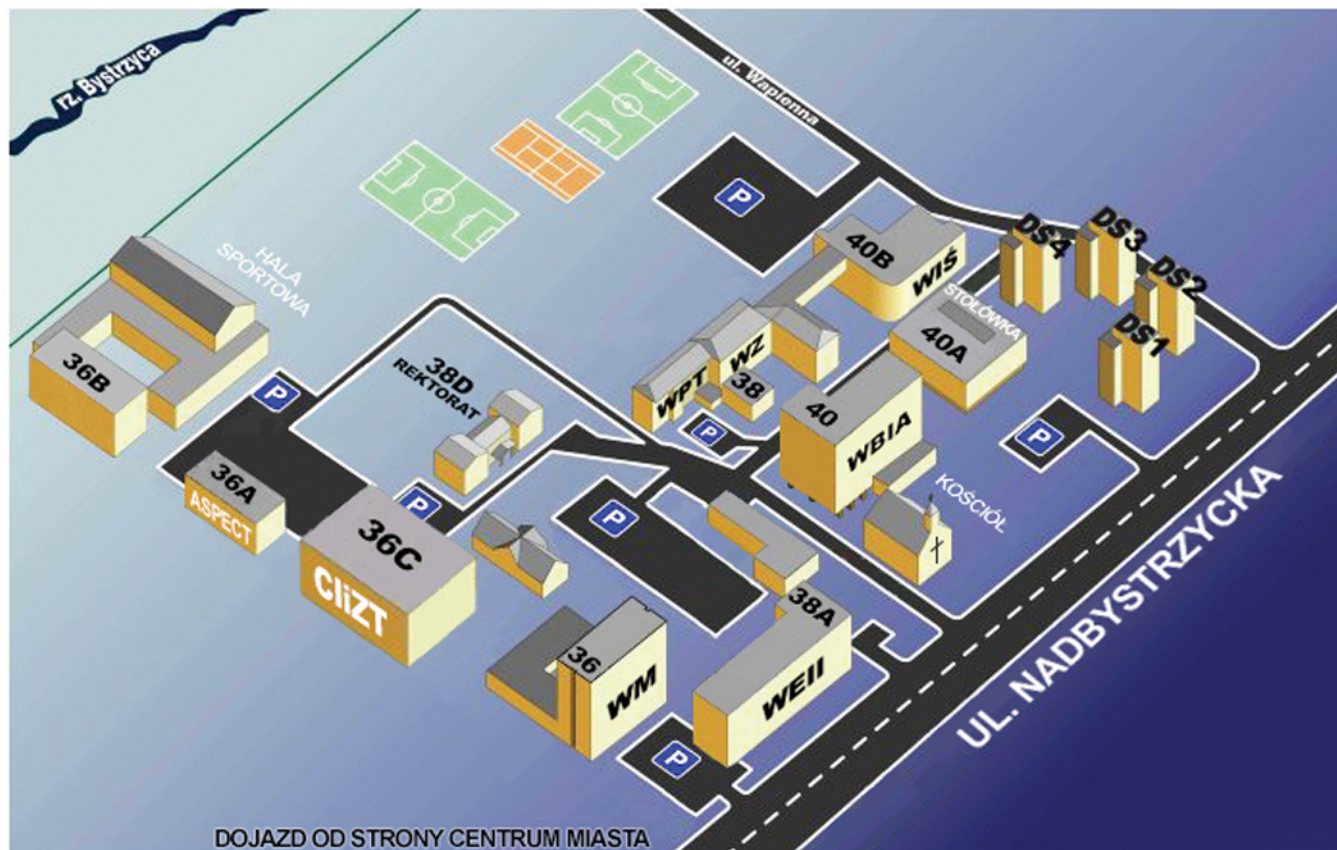 rz. Bystrzyca
ul. Wapienna
P
HALA
SPORTOWA
36B
P
38D
REKTORAT
40B
WIŚ
DS4
DS3
DS2
DS1
STOŁÓWKA
40A
WZ
WPT
38
P
40
WBIA
P
KOŚCIÓŁ
36A
ASPECT
P
36C
CIiZT
P
38A
WEII
36
WM
P
UL. NADBYSTRZYCKA
DOJAZD OD STRONY CENTRUM MIASTA